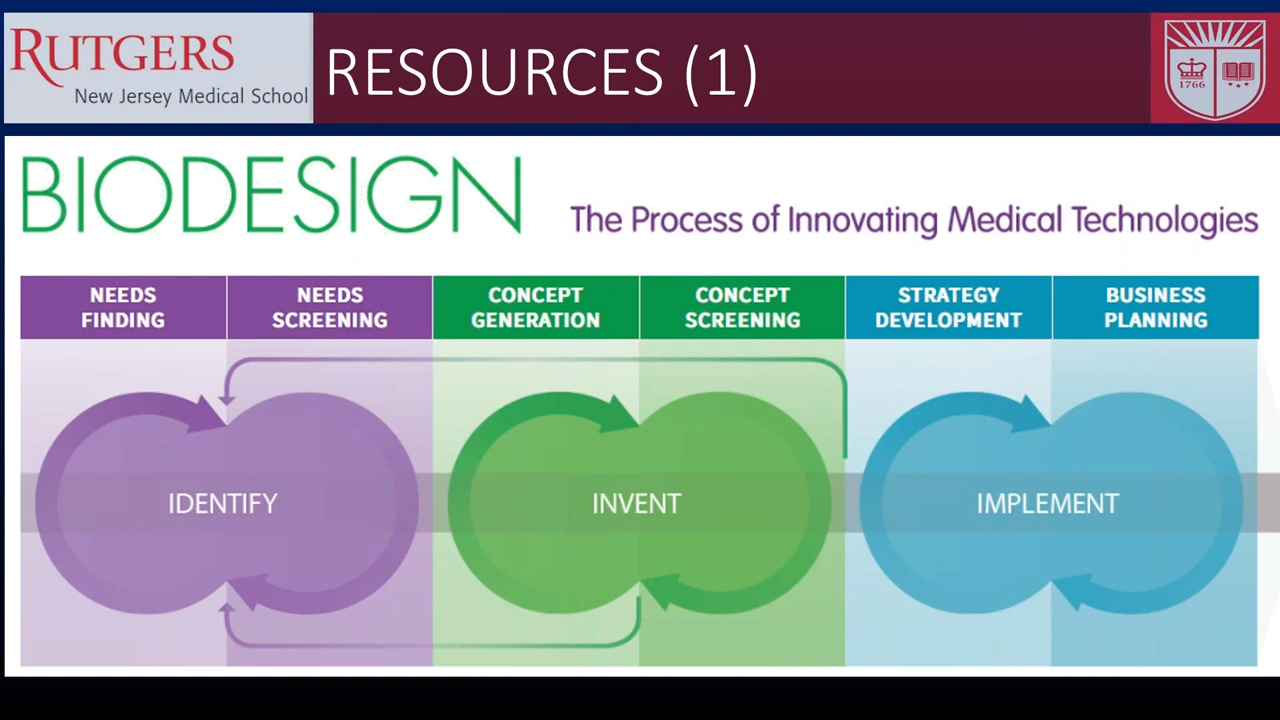 RUTGERS
New Jersey Medical School
RESOURCES (1)
1766
BIODESIGN
The Process of Innovating Medical Technologies
NEEDS
FINDING
NEEDS
SCREENING
CONCEPT
GENERATION
CONCEPT
SCREENING
STRATEGY
DEVELOPMENT
BUSINESS
PLANNING
IDENTIFY
INVENT
IMPLEMENT